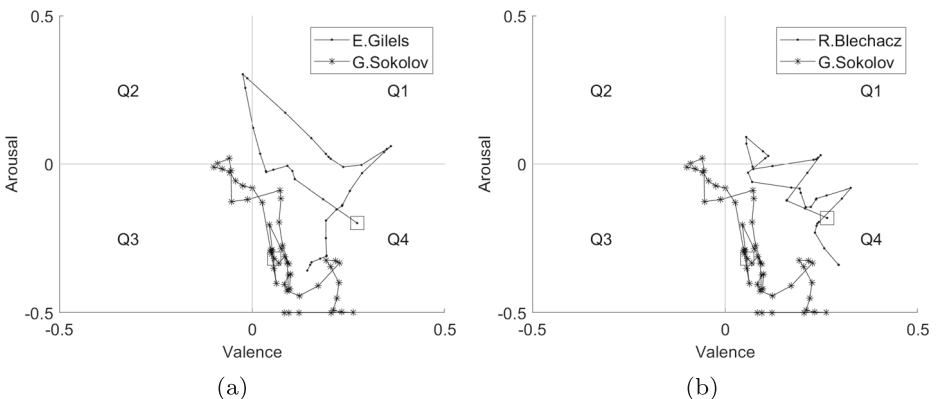 0.5
E.Gilels
G.Sokolov
Q2
Q1
0
Arousal
Q3
Q4
-0.5
-0.5
0
0.5
Valence
(a)
0.5
R.Blechacz
G.Sokolov
Q2
Q1
0
Arousal
Q3
Q4
-0.5
-0.5
0
0.5
Valence
(b)